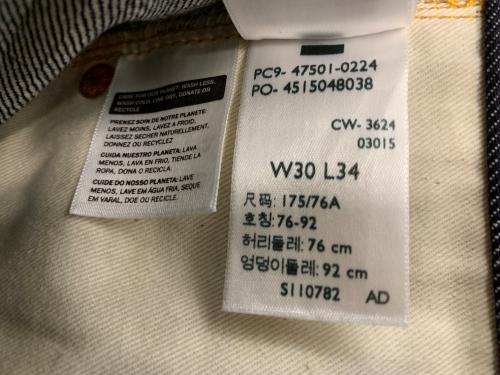 CARE FOR OUR PLANET: WASH LESS,
WASH COLD, LINE DRY, DONATE OR
RECYCLE
PRENEZ SOIN DE NOTRE PLANETE:
LAVEZ MOINS, LAVEZ A FROID,
LAISSEZ SECHER NATURELLEMENT,
DONNEZ OU RECYCLEZ
CUIDA NUESTRO PLANETA: LAVA
MENOS, LAVA EN FRIO, TIENDE LA
ROPA, DONA O RECICLA.
CUIDE DO NOSSO PLANETA: LAVE
MENOS, LAVE EM ÁGUA FRIA, SEQUE
EM VARAL, DOE OU RECICLE.
PC9- 47501-0224
PO- 4515048038
CW- 3624
03015
W30 L34
尺码: 175/76A
호칭: 76-92
허리둘레: 76 cm
엉덩이둘레: 92 cm
S110782 AD